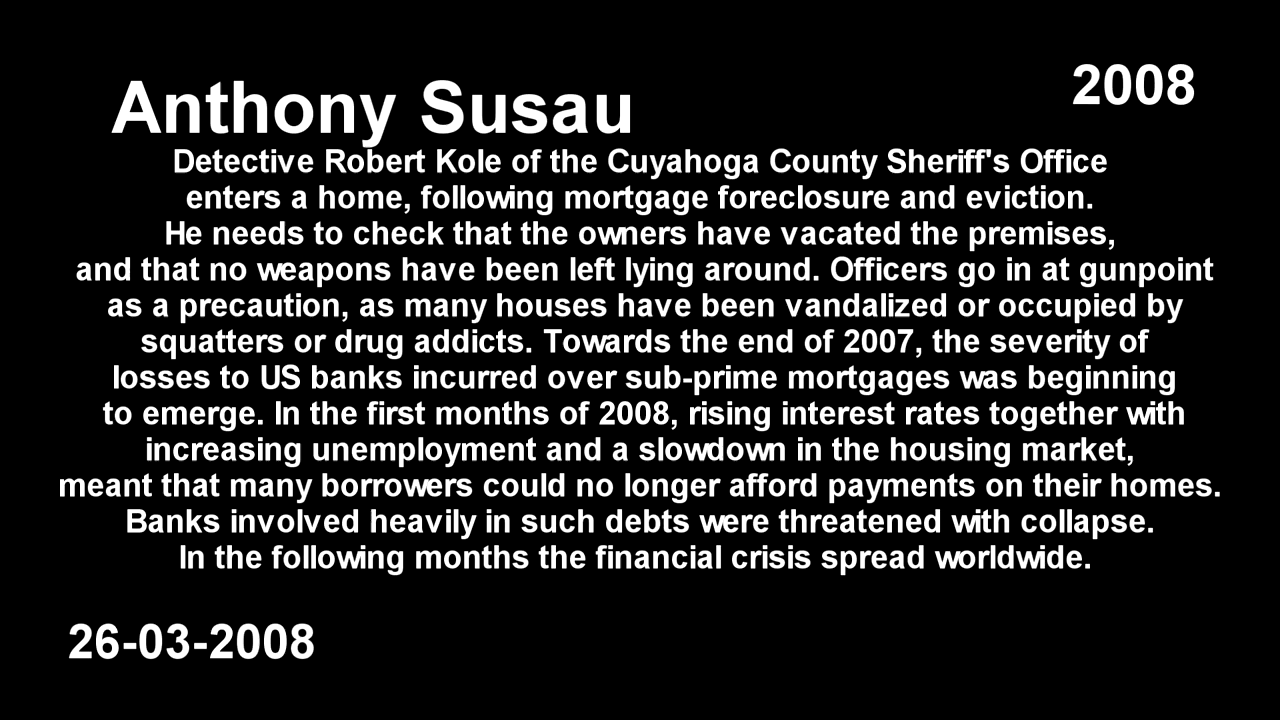 Anthony Susau
2008
Detective Robert Kole of the Cuyahoga County Sheriff's Office
enters a home, following mortgage foreclosure and eviction.
He needs to check that the owners have vacated the premises,
and that no weapons have been left lying around. Officers go in at gunpoint
as a precaution, as many houses have been vandalized or occupied by
squatters or drug addicts. Towards the end of 2007, the severity of
losses to US banks incurred over sub-prime mortgages was beginning
to emerge. In the first months of 2008, rising interest rates together with
increasing unemployment and a slowdown in the housing market,
meant that many borrowers could no longer afford payments on their homes.
Banks involved heavily in such debts were threatened with collapse.
In the following months the financial crisis spread worldwide.
26-03-2008